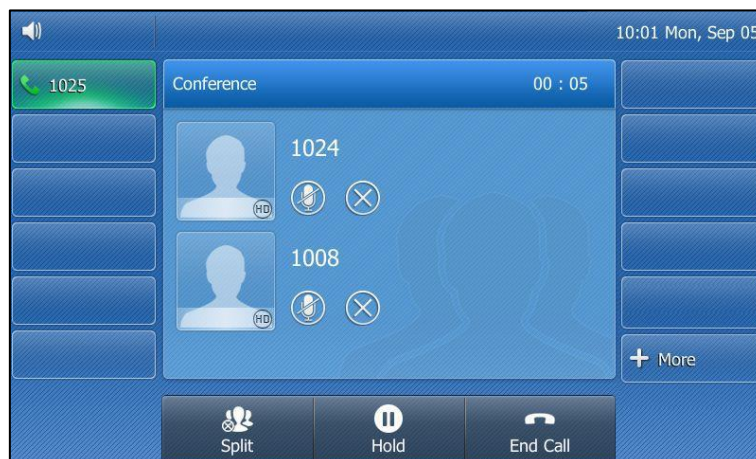 10:01 Mon, Sep 05
1025
Conference 00 : 05
1024
HD
1008
HD
+ More
Split Hold End Call